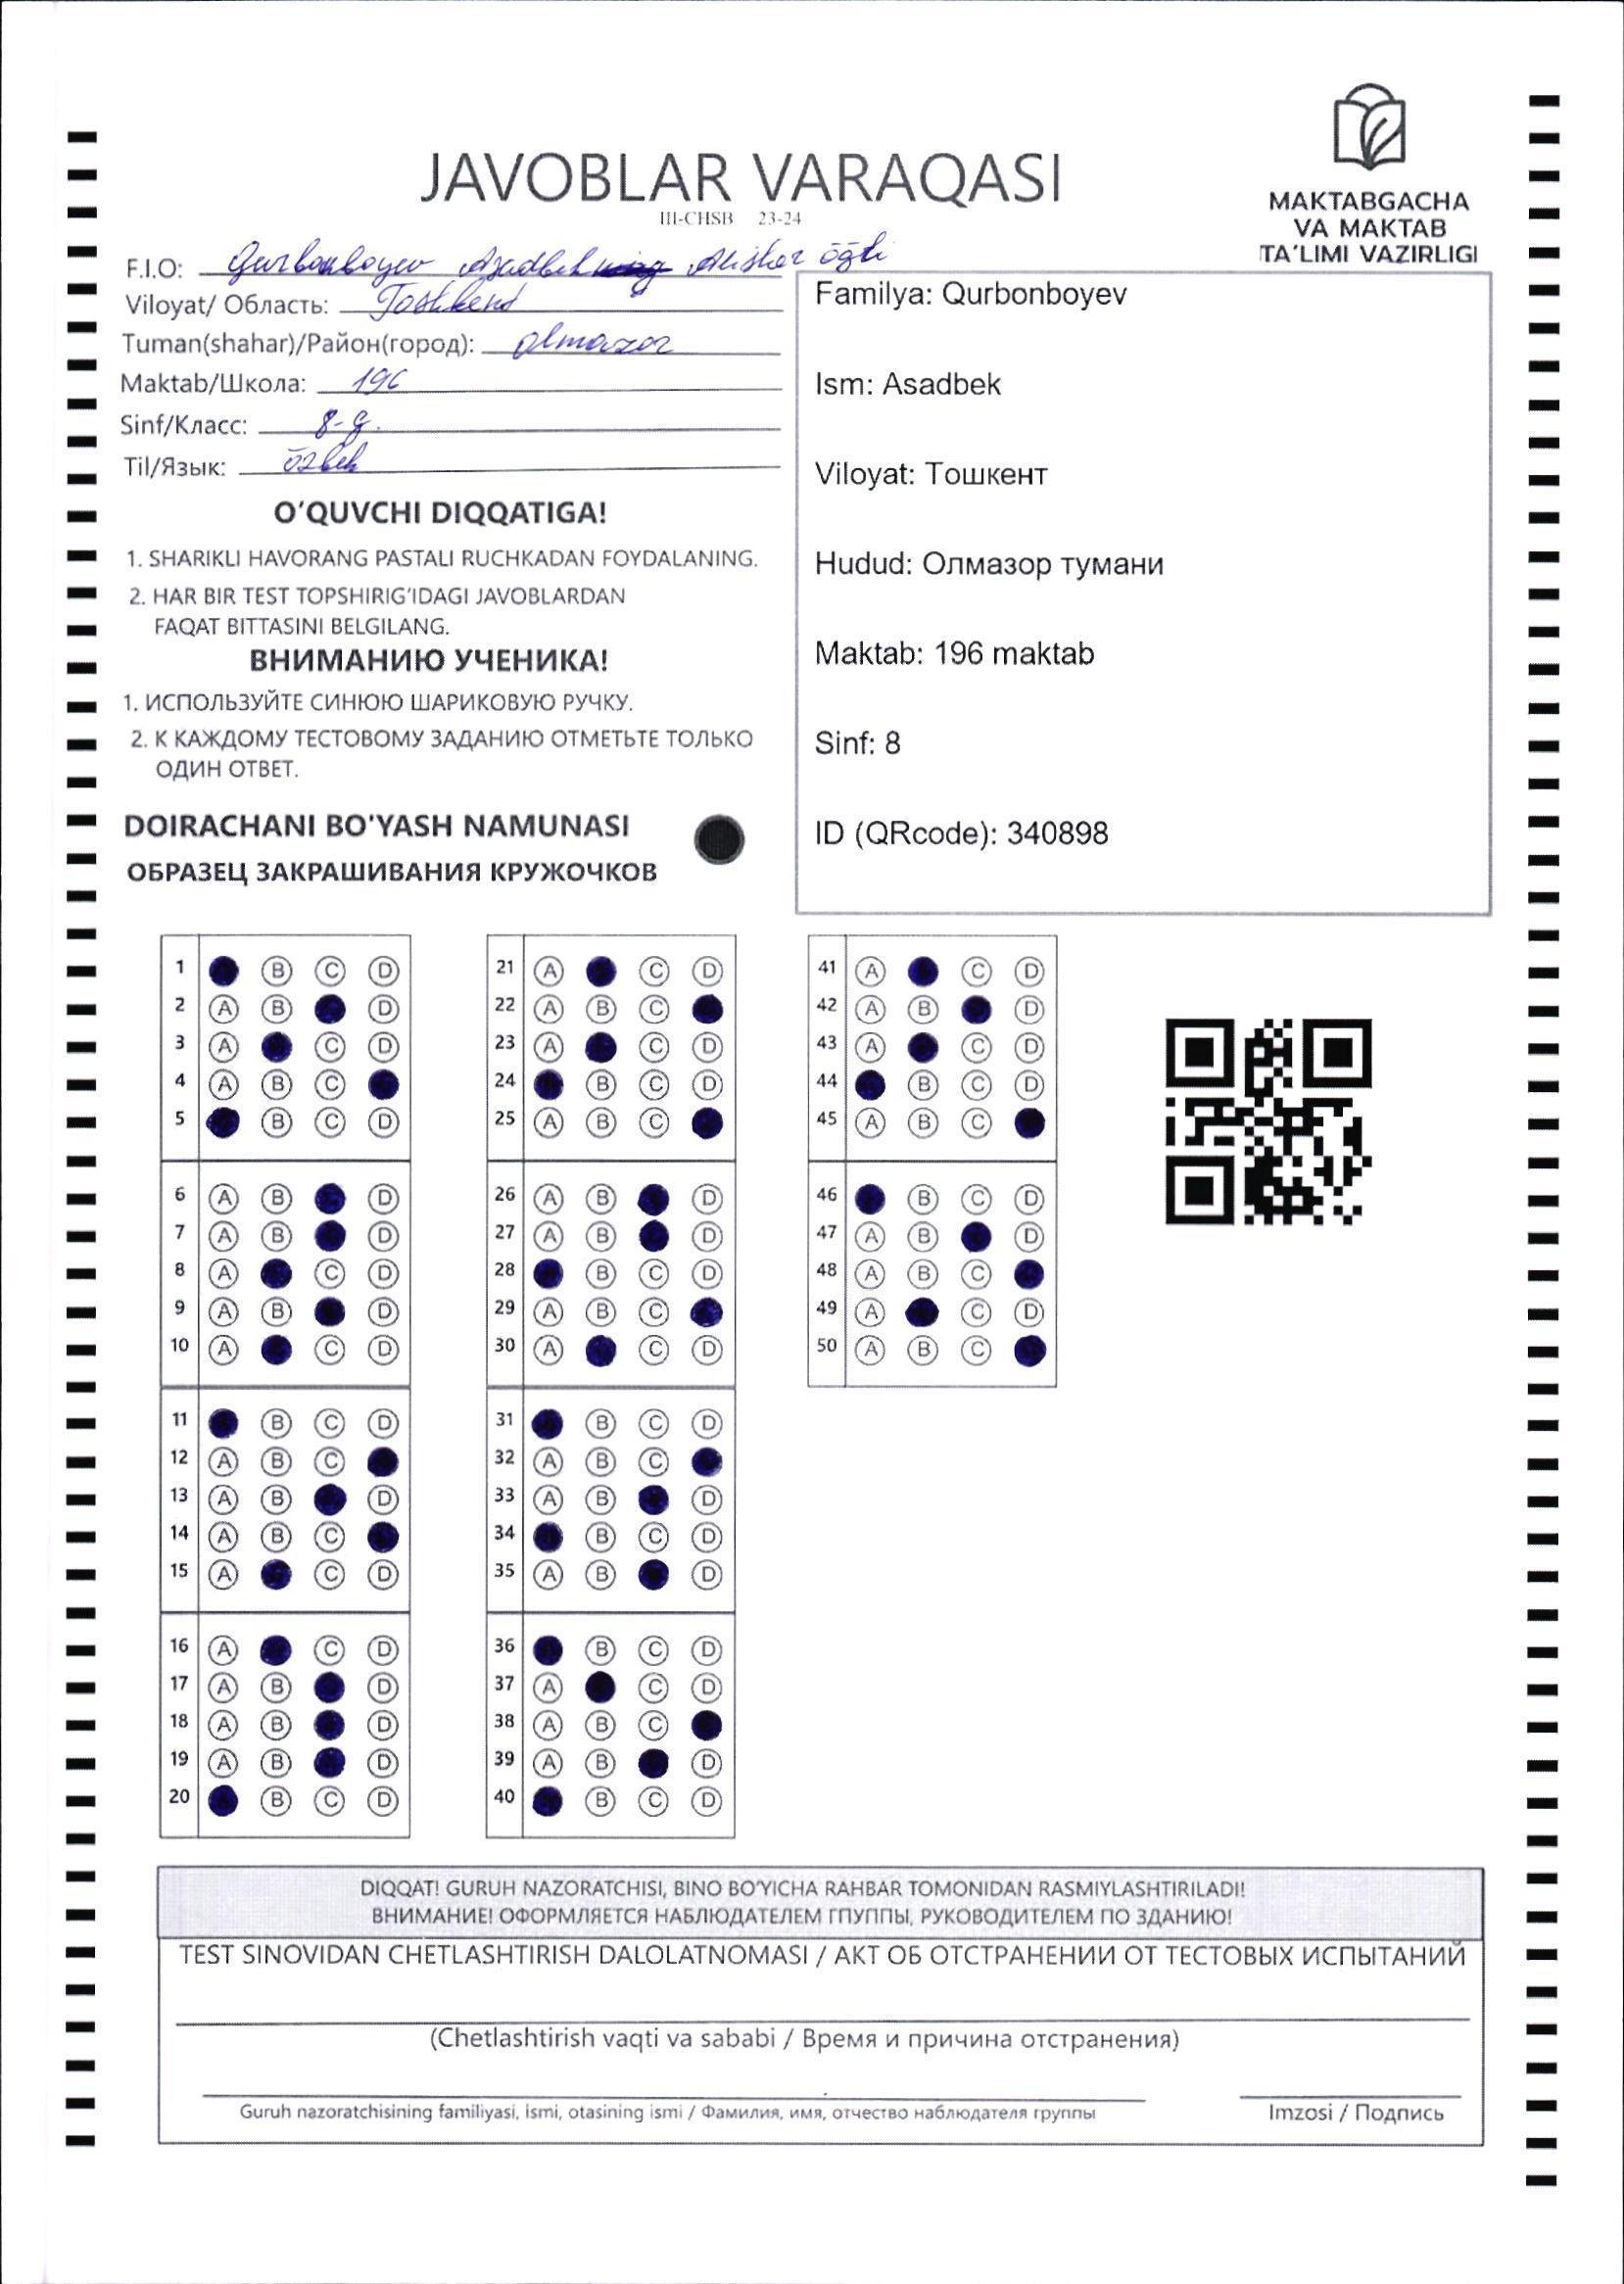 JAVOBLAR VARAQASI
III-CHSB 23-24
MAKTABGACHA
VA MAKTAB
TA'LIMI VAZIRLIGI
F.I.O: Qurbonboyev Asadbek Alisher õgli
Viloyat/ Область: Toshkent
Tuman(shahar)/Район(город): Olmazor
Maktab/Школа: 196
Sinf/Класс: 8-g.
Til/Язык: õzbek
O'QUVCHI DIQQATIGA!
1. SHARIKLI HAVORANG PASTALI RUCHKADAN FOYDALANING.
2. HAR BIR TEST TOPSHIRIG'IDAGI JAVOBLARDAN
FAQAT BITTASINI BELGILANG.
ВНИМАНИЮ УЧЕНИКА!
1. ИСПОЛЬЗУЙТЕ СИНЮЮ ШАРИКОВУЮ РУЧКУ.
2. К КАЖДОМУ ТЕСТОВОМУ ЗАДАНИЮ ОТМЕТЬТЕ ТОЛЬКО
ОДИН ОТВЕТ.
DOIRACHANI BO'YASH NAMUNASI
ОБРАЗЕЦ ЗАКРАШИВАНИЯ КРУЖОЧКОВ
Familya: Qurbonboyev
Ism: Asadbek
Viloyat: Тошкент
Hudud: Олмазор тумани
Maktab: 196 maktab
Sinf: 8
ID (QRcode): 340898
1 B C D
2 A B D
3 A C D
4 A B C
5 B C D
6 A B D
7 A B D
8 A C D
9 A B D
10 A C D
11 B C D
12 A B C
13 A B D
14 A B C
15 A C D
16 A C D
17 A B D
18 A B D
19 A B D
20 B C D
21 A C D
22 A B C
23 A C D
24 B C D
25 A B C
26 A B D
27 A B D
28 B C D
29 A B C
30 A C D
31 B C D
32 A B C
33 A B D
34 B C D
35 A B D
36 B C D
37 A C D
38 A B C
39 A B D
40 B C D
41 A C D
42 A B D
43 A C D
44 B C D
45 A B C
46 B C D
47 A B D
48 A B C
49 A C D
50 A B C
DIQQAT! GURUH NAZORATCHISI, BINO BO'YICHA RAHBAR TOMONIDAN RASMIYLASHTIRILADI!
ВНИМАНИЕ! ОФОРМЛЯЕТСЯ НАБЛЮДАТЕЛЕМ ГПУППЫ, РУКОВОДИТЕЛЕМ ПО ЗДАНИЮ!
TEST SINOVIDAN CHETLASHTIRISH DALOLATNOMASI / АКТ ОБ ОТСТРАНЕНИИ ОТ ТЕСТОВЫХ ИСПЫТАНИЙ
(Chetlashtirish vaqti va sababi / Время и причина отстранения)
Guruh nazoratchisining familiyasi, ismi, otasining ismi / Фамилия, имя, отчество наблюдателя группы
Imzosi / Подпись